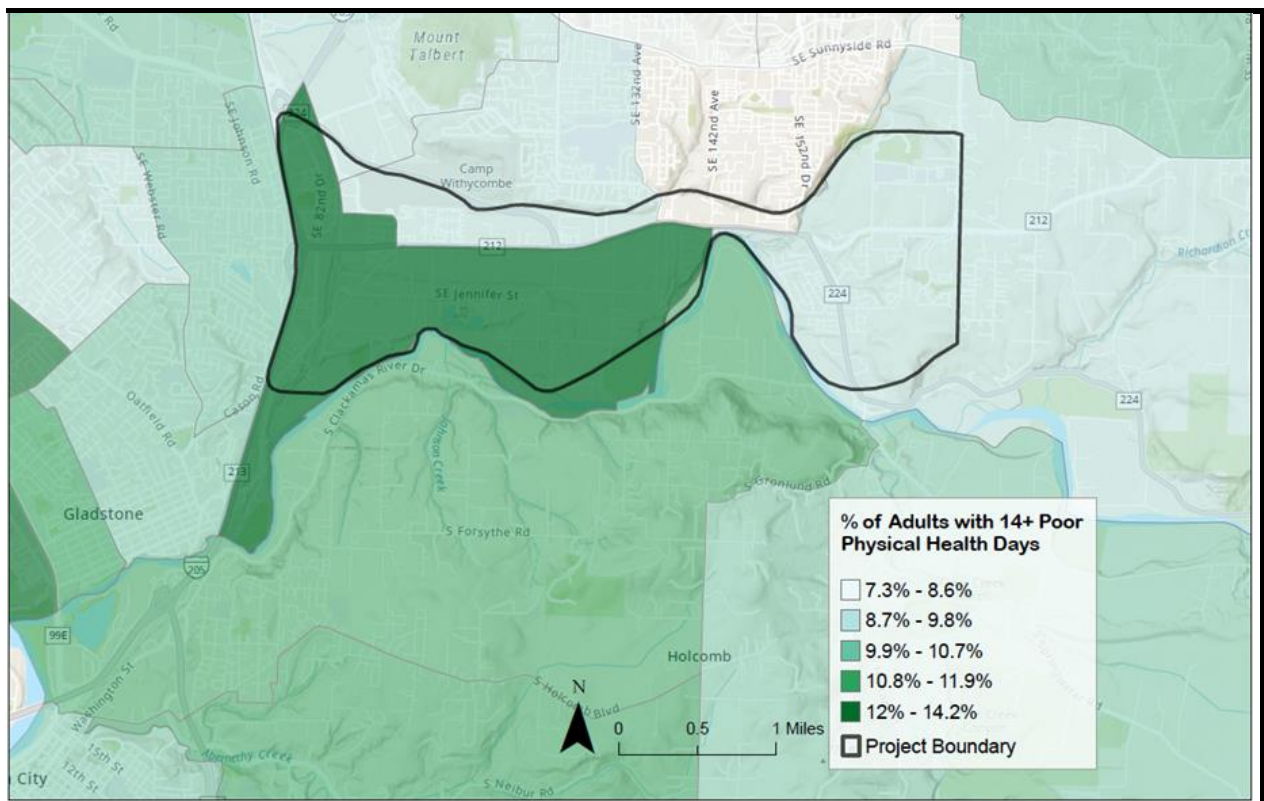 Mount
Talbert
SE Sunnyside Rd
SE 132nd Ave
SE 142nd Ave
SE 152nd Dr
SE Johnson Rd
SE Webster Rd
Camp
Withycombe
SE 82nd Dr
212
212
Richardson
SE Jennifer St
224
224
S Clackamas River Dr
Cason Rd
Oatfield Rd
Johnson Creek
213
S Gronlund Rd
Gladstone
S Forsythe Rd
205
99E
Holcomb
Washington St
S Holcomb Blvd
Abernethy Creek
15th St
12th St
City
S Neibur Rd
N
0 0.5 1 Miles
% of Adults with 14+ Poor
Physical Health Days
7.3% - 8.6%
8.7% - 9.8%
9.9% - 10.7%
10.8% - 11.9%
12% - 14.2%
Project Boundary